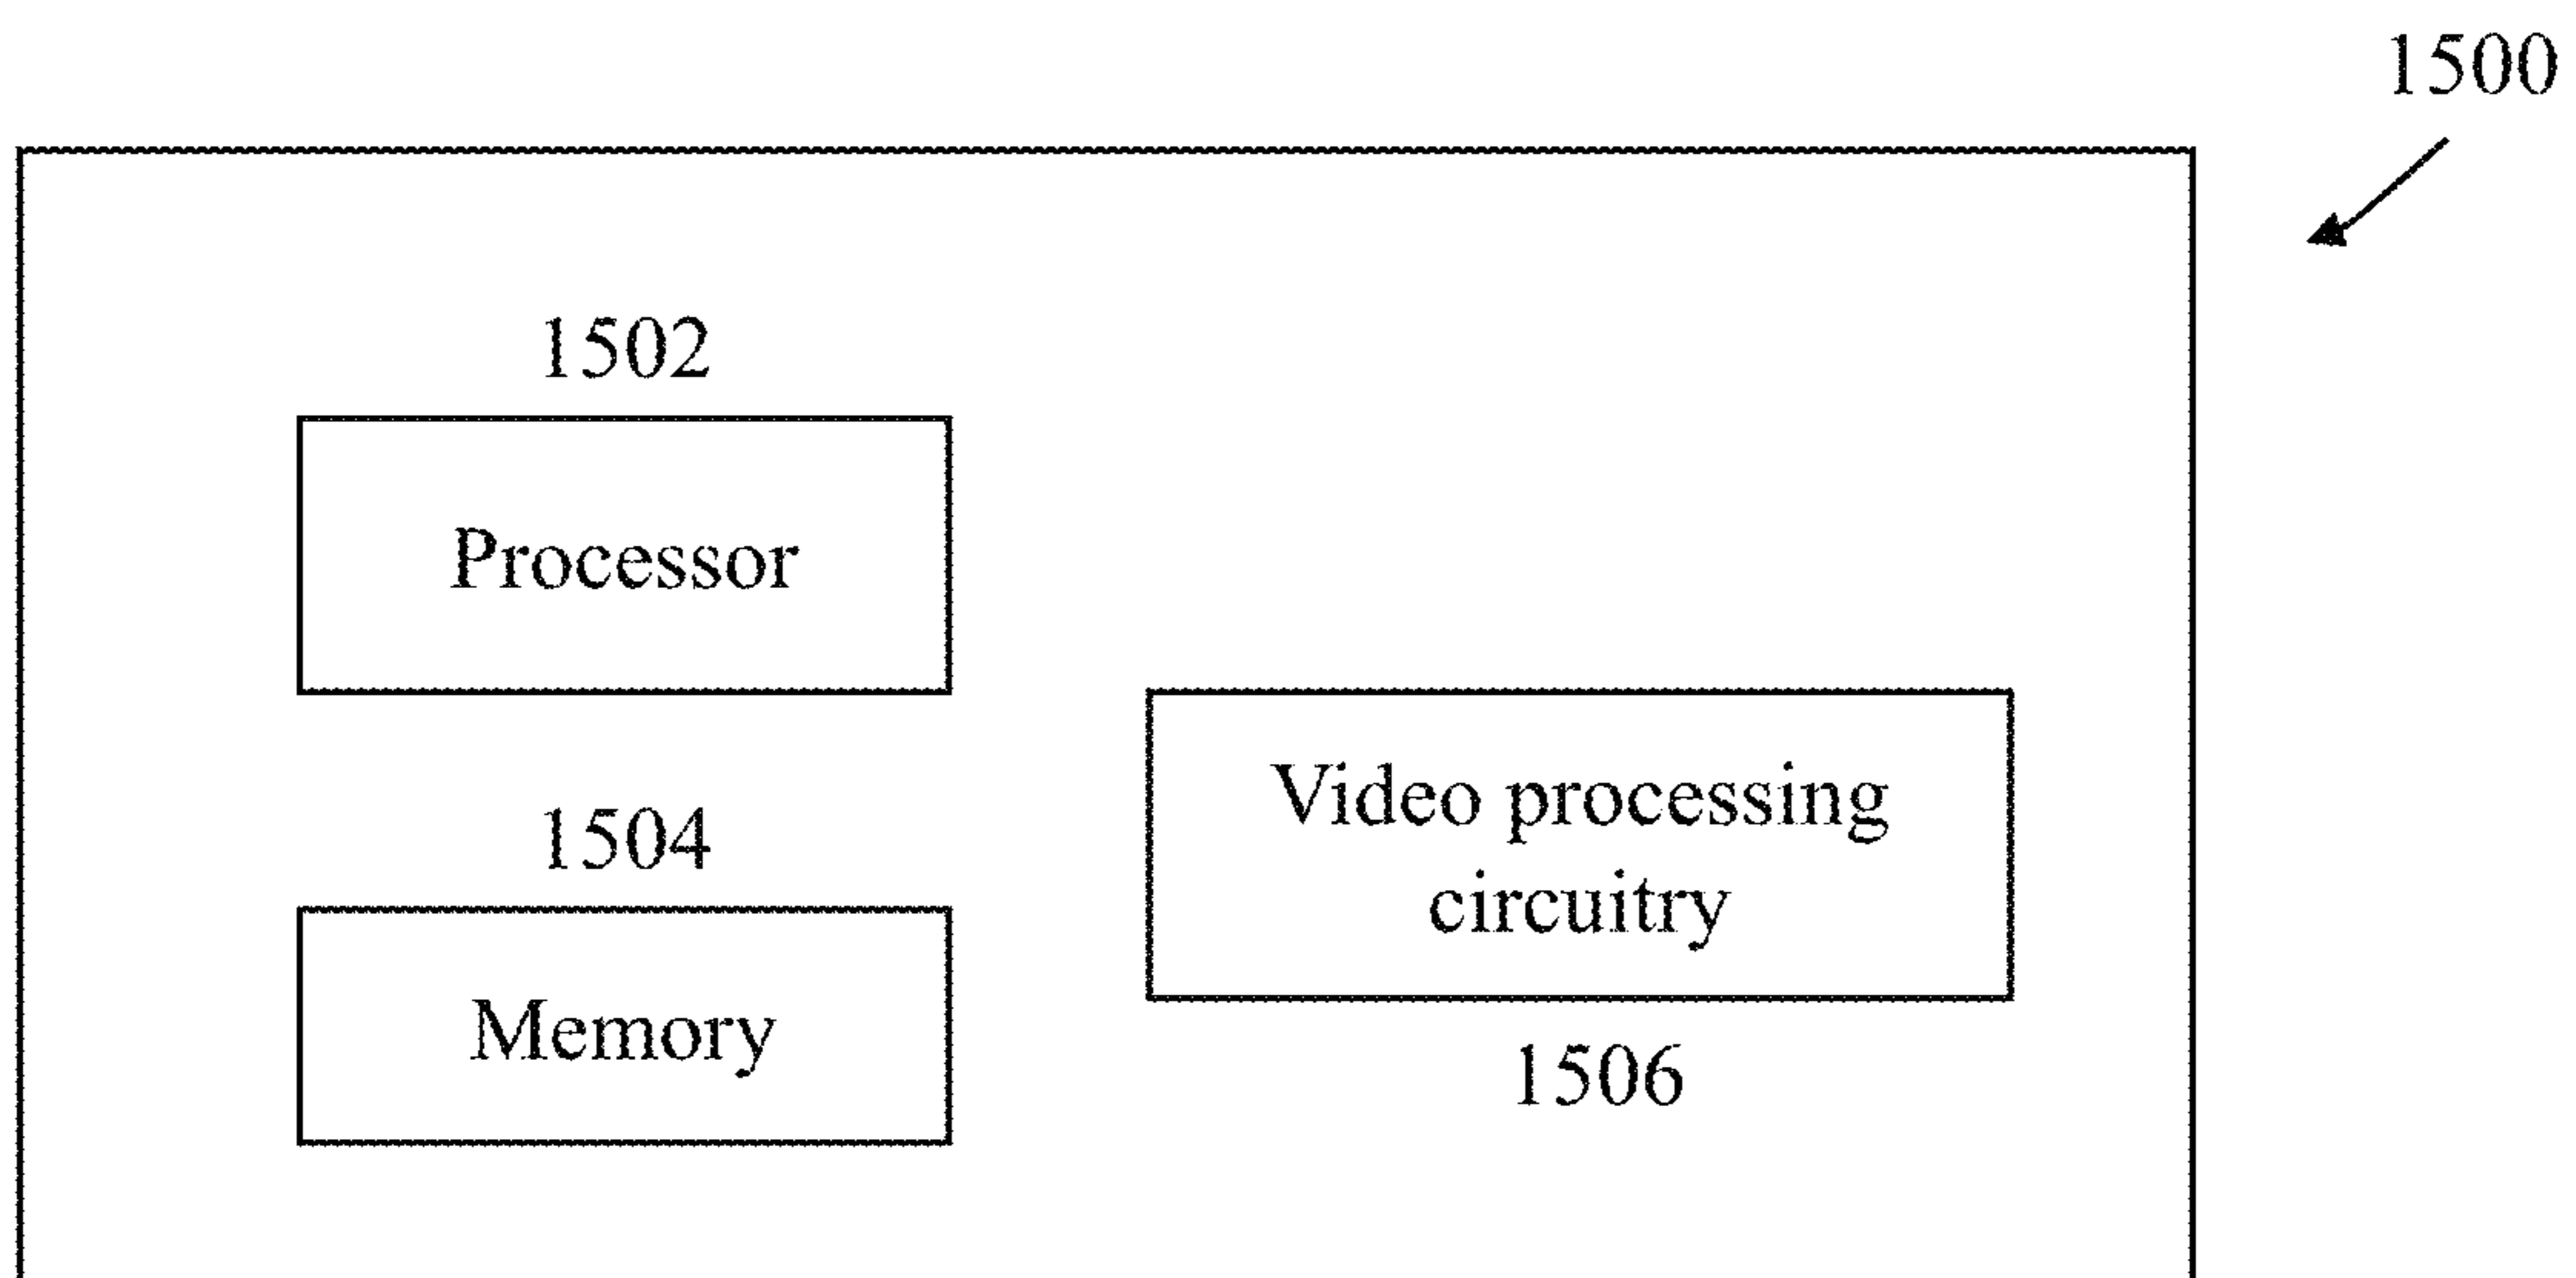 1500
1502
Processor
1504
Memory
Video processing
circuitry
1506